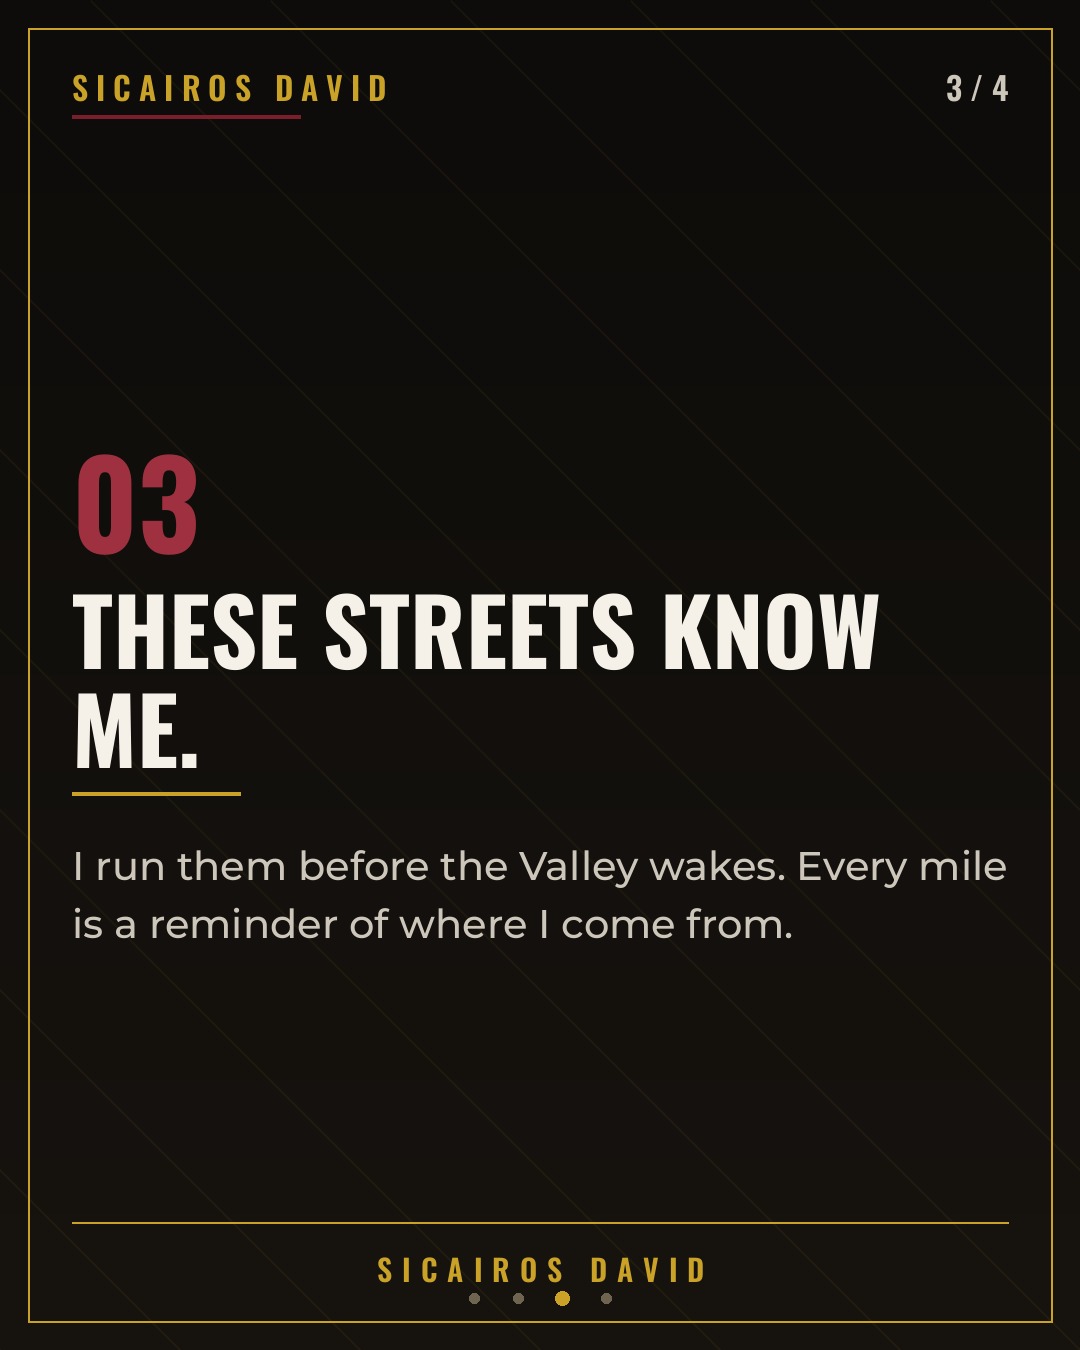 SICAIROS DAVID
3 / 4
03
THESE STREETS KNOW
ME.
I run them before the Valley wakes. Every mile
is a reminder of where I come from.
SICAIROS DAVID